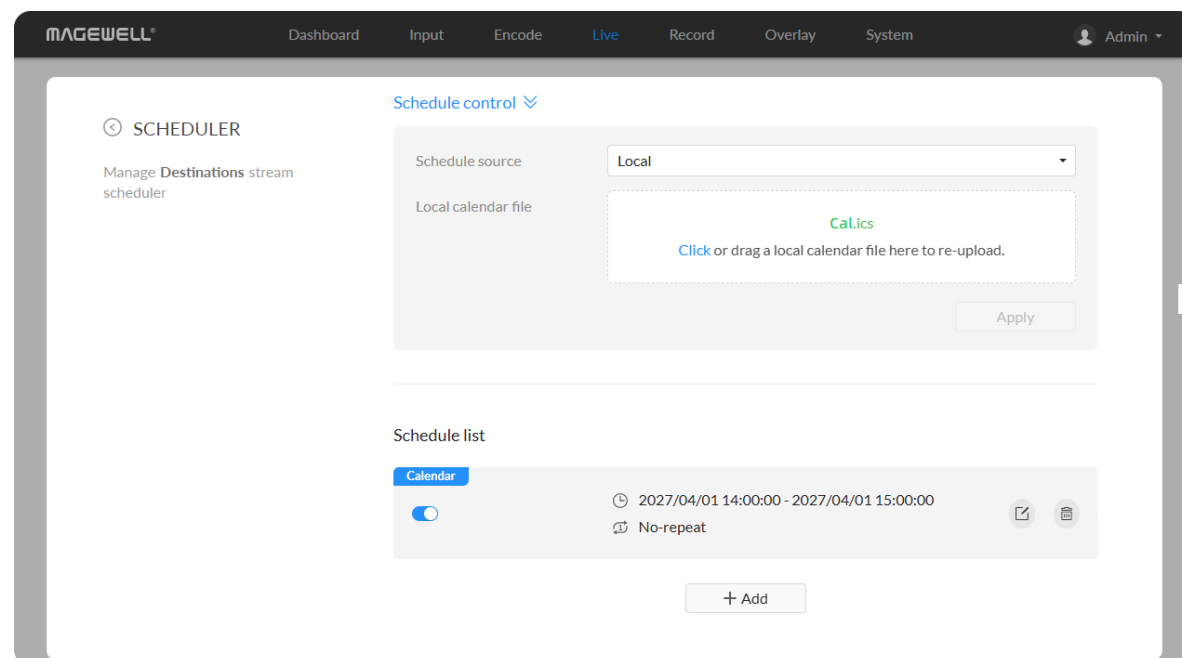 MAGEWELL® Dashboard Input Encode Live Record Overlay System Admin
Schedule control
SCHEDULER
Manage Destinations stream
scheduler
Schedule source Local
Local calendar file
Cal.ics
Click or drag a local calendar file here to re-upload.
Apply
Schedule list
Calendar
2027/04/01 14:00:00 - 2027/04/01 15:00:00
No-repeat
+ Add